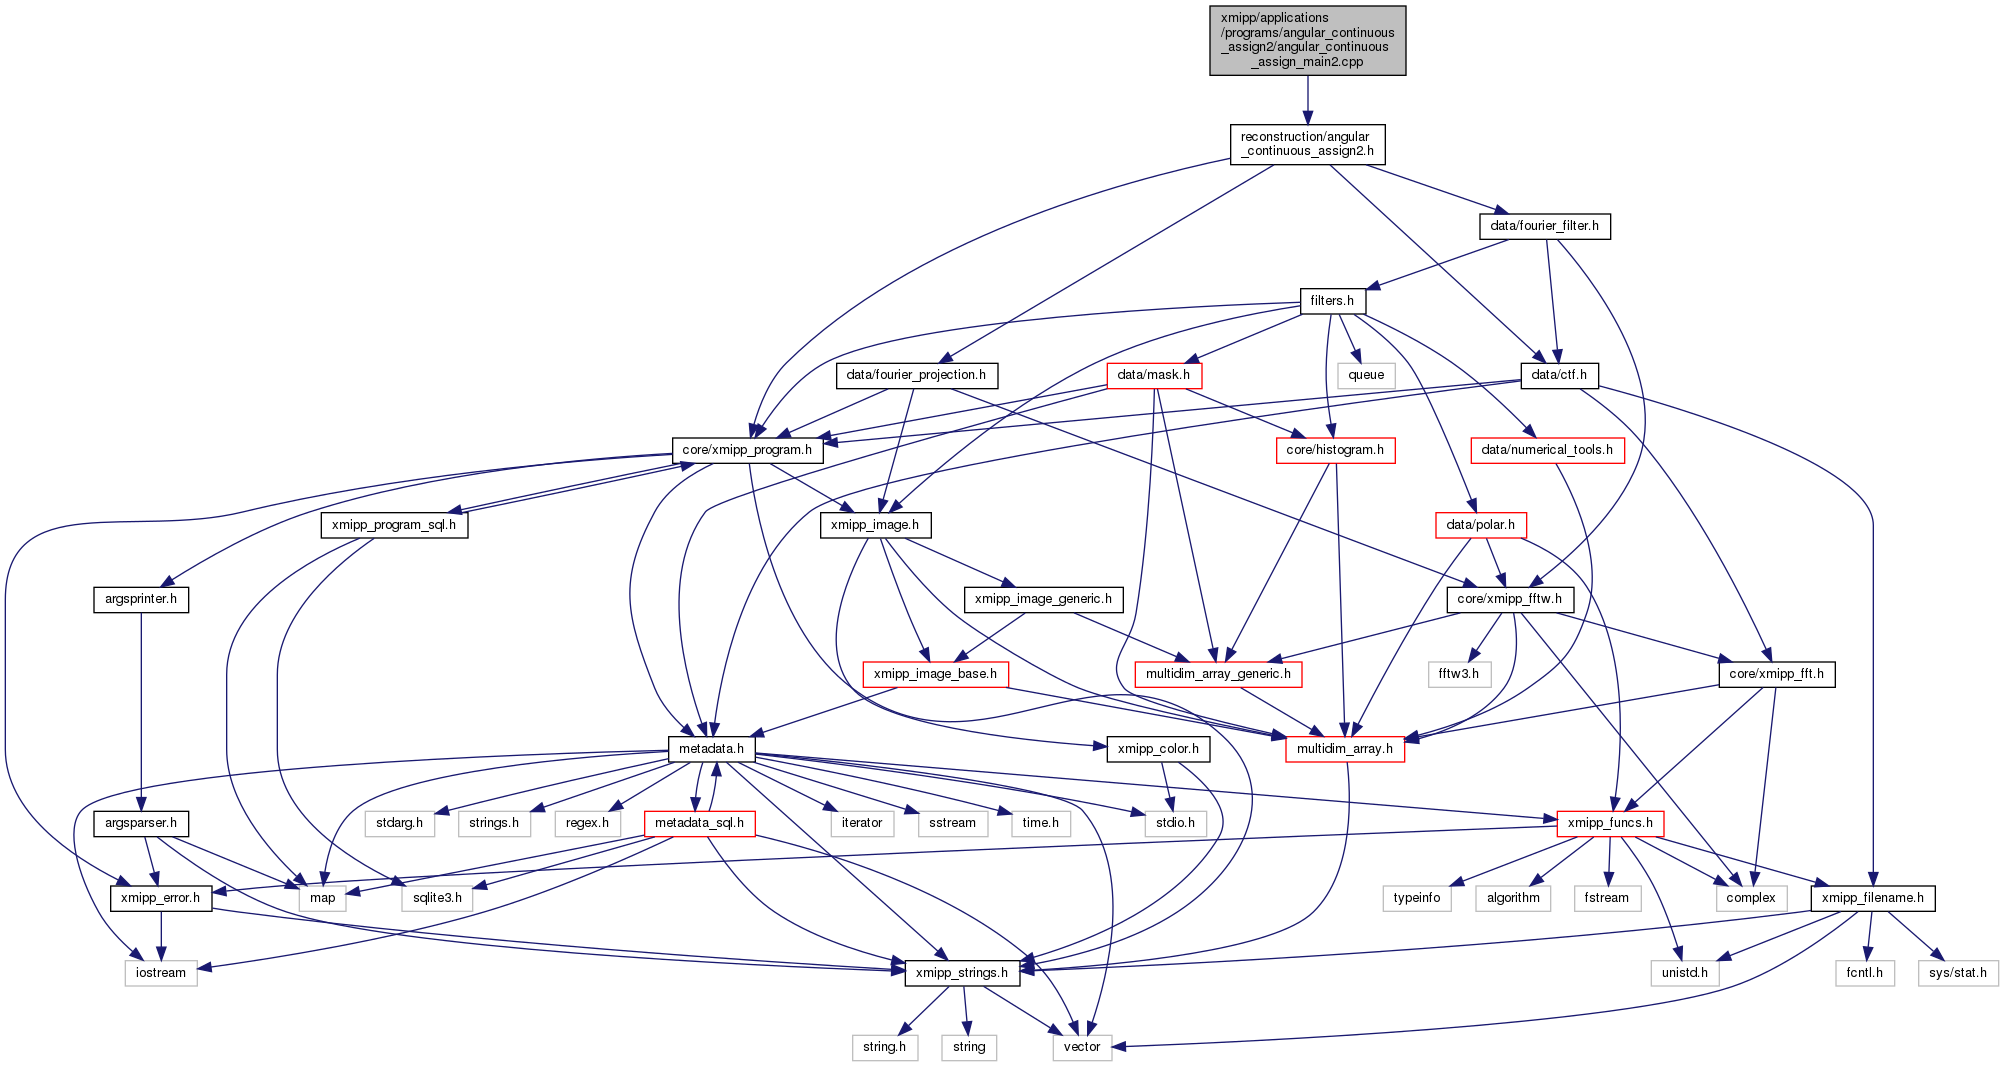 xmipp/applications
/programs/angular_continuous
_assign2/angular_continuous
_assign_main2.cpp
reconstruction/angular
_continuous_assign2.h
data/fourier_filter.h
filters.h
data/fourier_projection.h
data/mask.h
queue
data/ctf.h
core/xmipp_program.h
core/histogram.h
data/numerical_tools.h
xmipp_program_sql.h
xmipp_image.h
data/polar.h
argsprinter.h
xmipp_image_generic.h
core/xmipp_fftw.h
xmipp_image_base.h
multidim_array_generic.h
fftw3.h
core/xmipp_fft.h
metadata.h
xmipp_color.h
multidim_array.h
argsparser.h
stdarg.h
strings.h
regex.h
metadata_sql.h
iterator
sstream
time.h
stdio.h
xmipp_funcs.h
xmipp_error.h
map
sqlite3.h
typeinfo
algorithm
fstream
complex
xmipp_filename.h
iostream
xmipp_strings.h
unistd.h
fcntl.h
sys/stat.h
string.h
string
vector